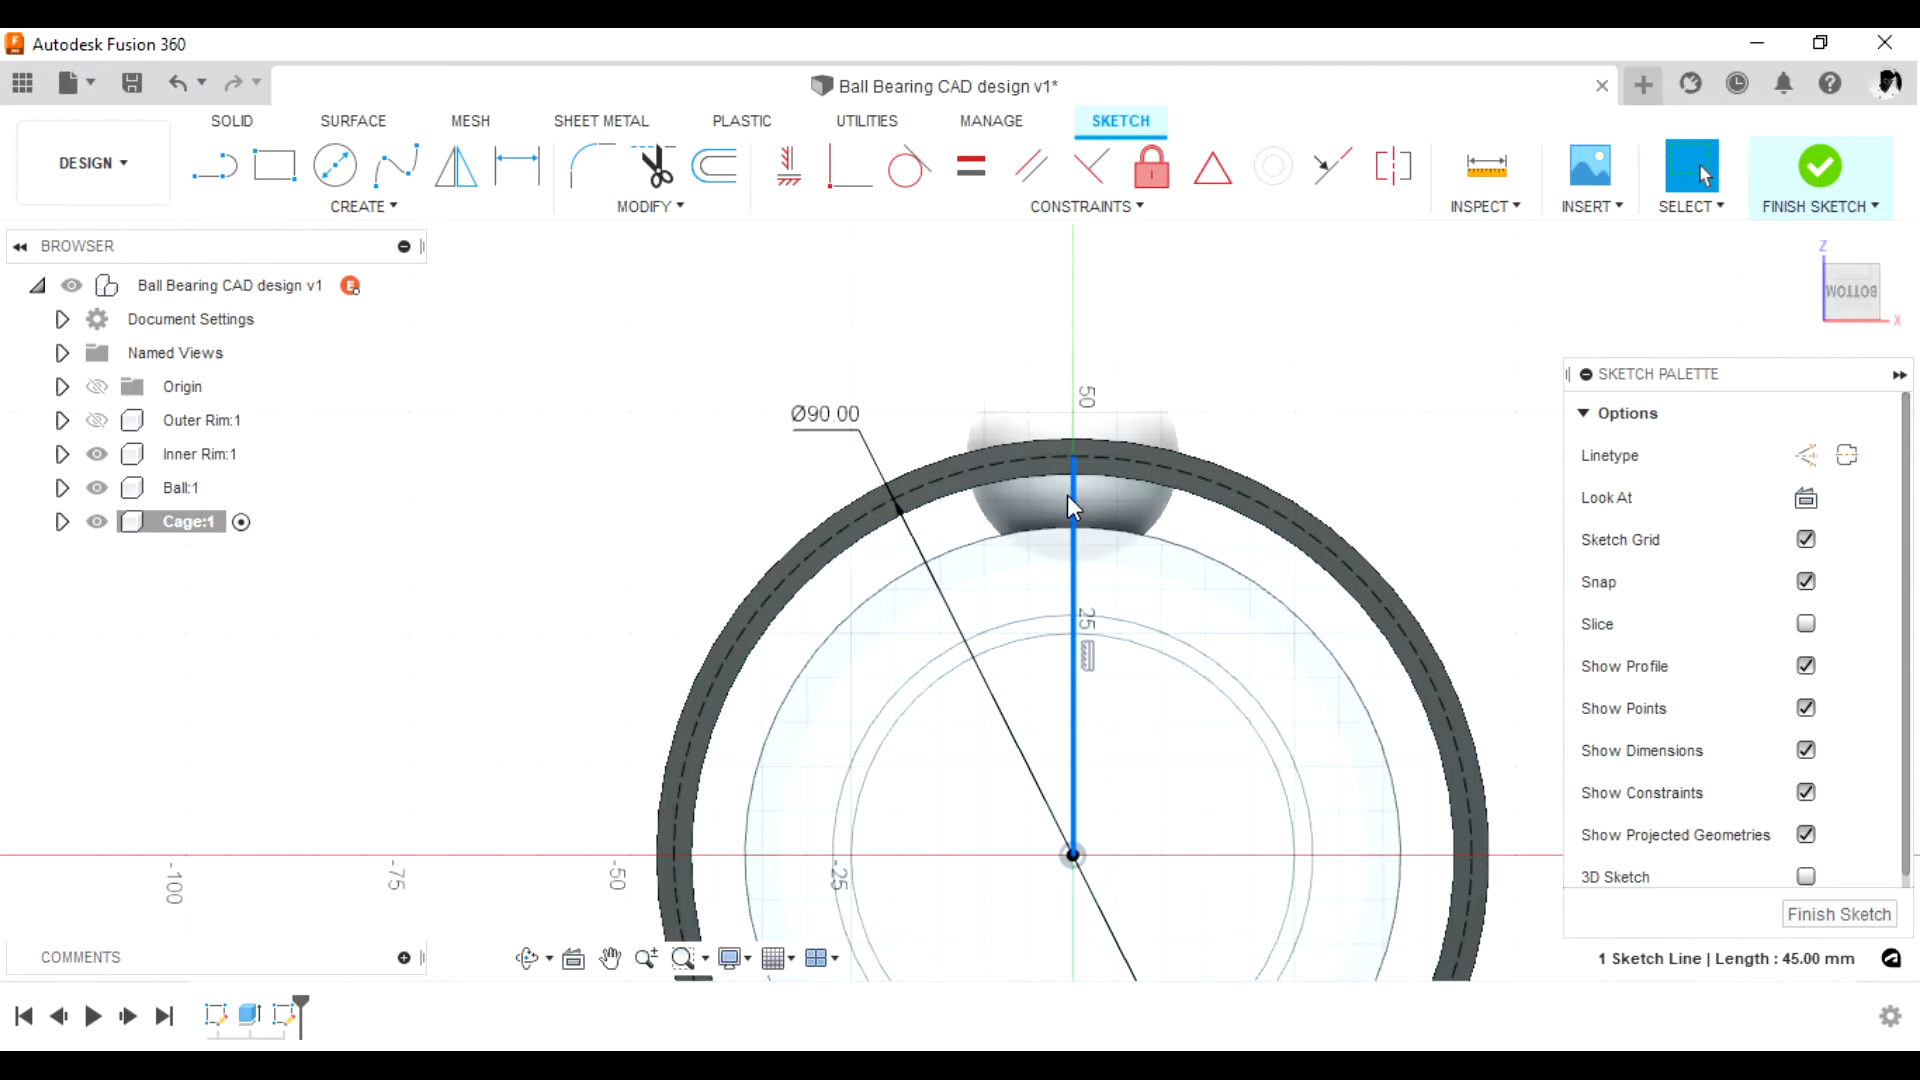 Autodesk Fusion 360
Ball Bearing CAD design v1*
SOLID SURFACE MESH SHEET METAL PLASTIC UTILITIES MANAGE SKETCH
DESIGN
CREATE MODIFY CONSTRAINTS INSPECT INSERT SELECT FINISH SKETCH
BROWSER
Ball Bearing CAD design v1
E
Document Settings
Named Views
Origin
Outer Rim:1
Inner Rim:1
Ball:1
Cage:1
COMMENTS
Z
BOTTOM
X
50
Ø90.00
25
-100
-75
-50
-25
SKETCH PALETTE
Options
Linetype
Look At
Sketch Grid
Snap
Slice
Show Profile
Show Points
Show Dimensions
Show Constraints
Show Projected Geometries
3D Sketch
Finish Sketch
1 Sketch Line | Length : 45.00 mm